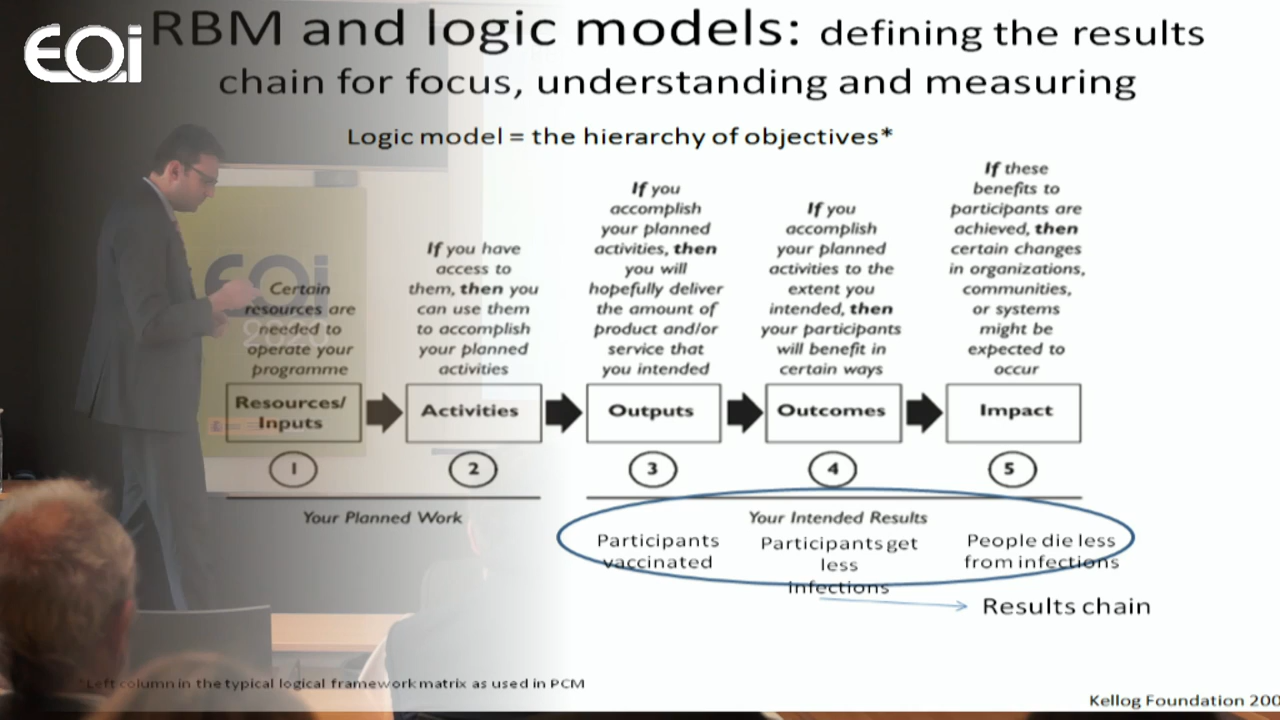 EOi
RBM and logic models: defining the results
chain for focus, understanding and measuring
Logic model = the hierarchy of objectives*
Certain
resources are
needed to
operate your
programme
If you have
access to
them, then you
can use them
to accomplish
your planned
activities
If you
accomplish
your planned
activities, then
you will
hopefully deliver
the amount of
product and/or
service that
you intended
If you
accomplish
your planned
activities to the
extent you
intended, then
your participants
will benefit in
certain ways
If these
benefits to
participants are
achieved, then
certain changes
in organizations,
communities,
or systems
might be
expected to
occur
EOi
2020
Resources/
Inputs
Activities
Outputs
Outcomes
Impact
1
2
3
4
5
Your Planned Work
Your Intended Results
Participants
vaccinated
Participants get
less
infections
People die less
from infections
Results chain
*Left column in the typical logical framework matrix as used in PCM
Kellog Foundation 200